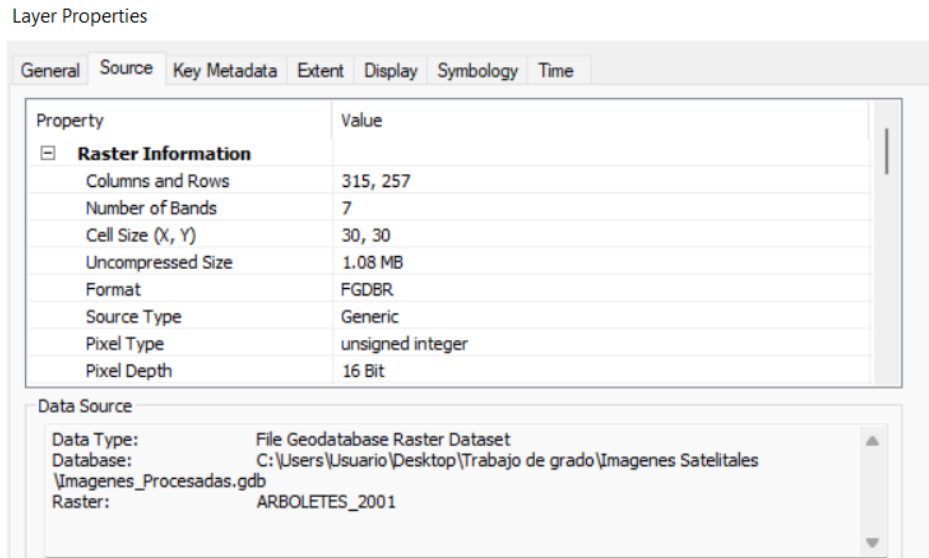 Layer Properties
General Source Key Metadata Extent Display Symbology Time
Property Value
Raster Information
Columns and Rows 315, 257
Number of Bands 7
Cell Size (X, Y) 30, 30
Uncompressed Size 1.08 MB
Format FGDBR
Source Type Generic
Pixel Type unsigned integer
Pixel Depth 16 Bit
Data Source
Data Type: File Geodatabase Raster Dataset
Database: C:\Users\Usuario\Desktop\Trabajo de grado\Imagenes Satelitales
\Imagenes_Procesadas.gdb
Raster: ARBOLETES_2001